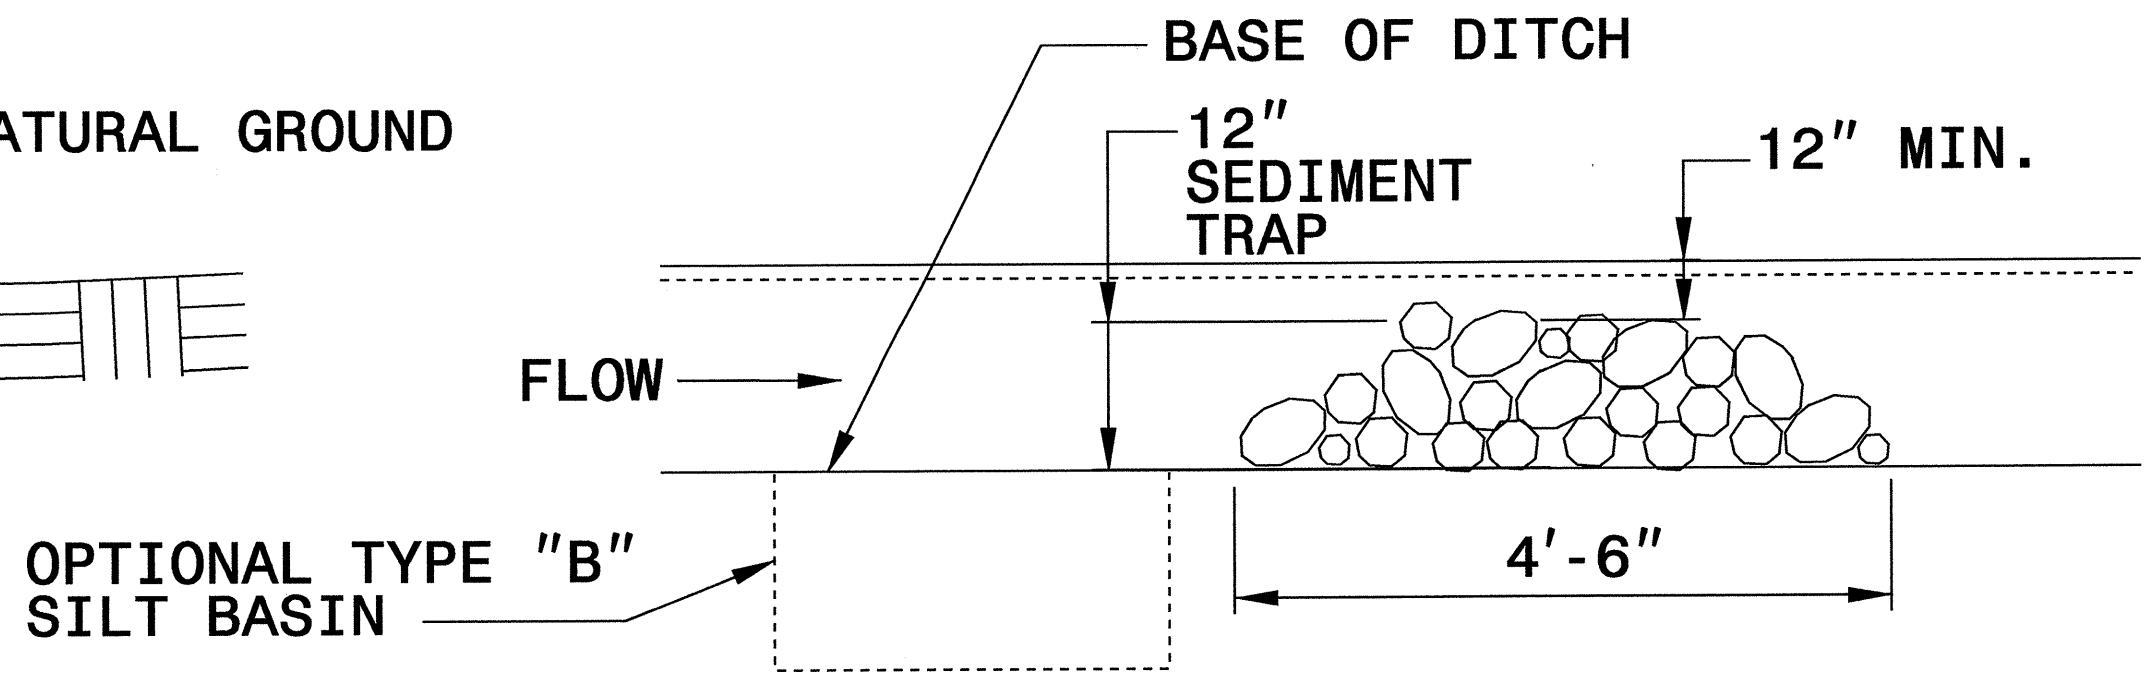 BASE OF DITCH
ATURAL GROUND
12"
SEDIMENT
TRAP
12" MIN.
FLOW
OPTIONAL TYPE "B"
SILT BASIN
4'-6"